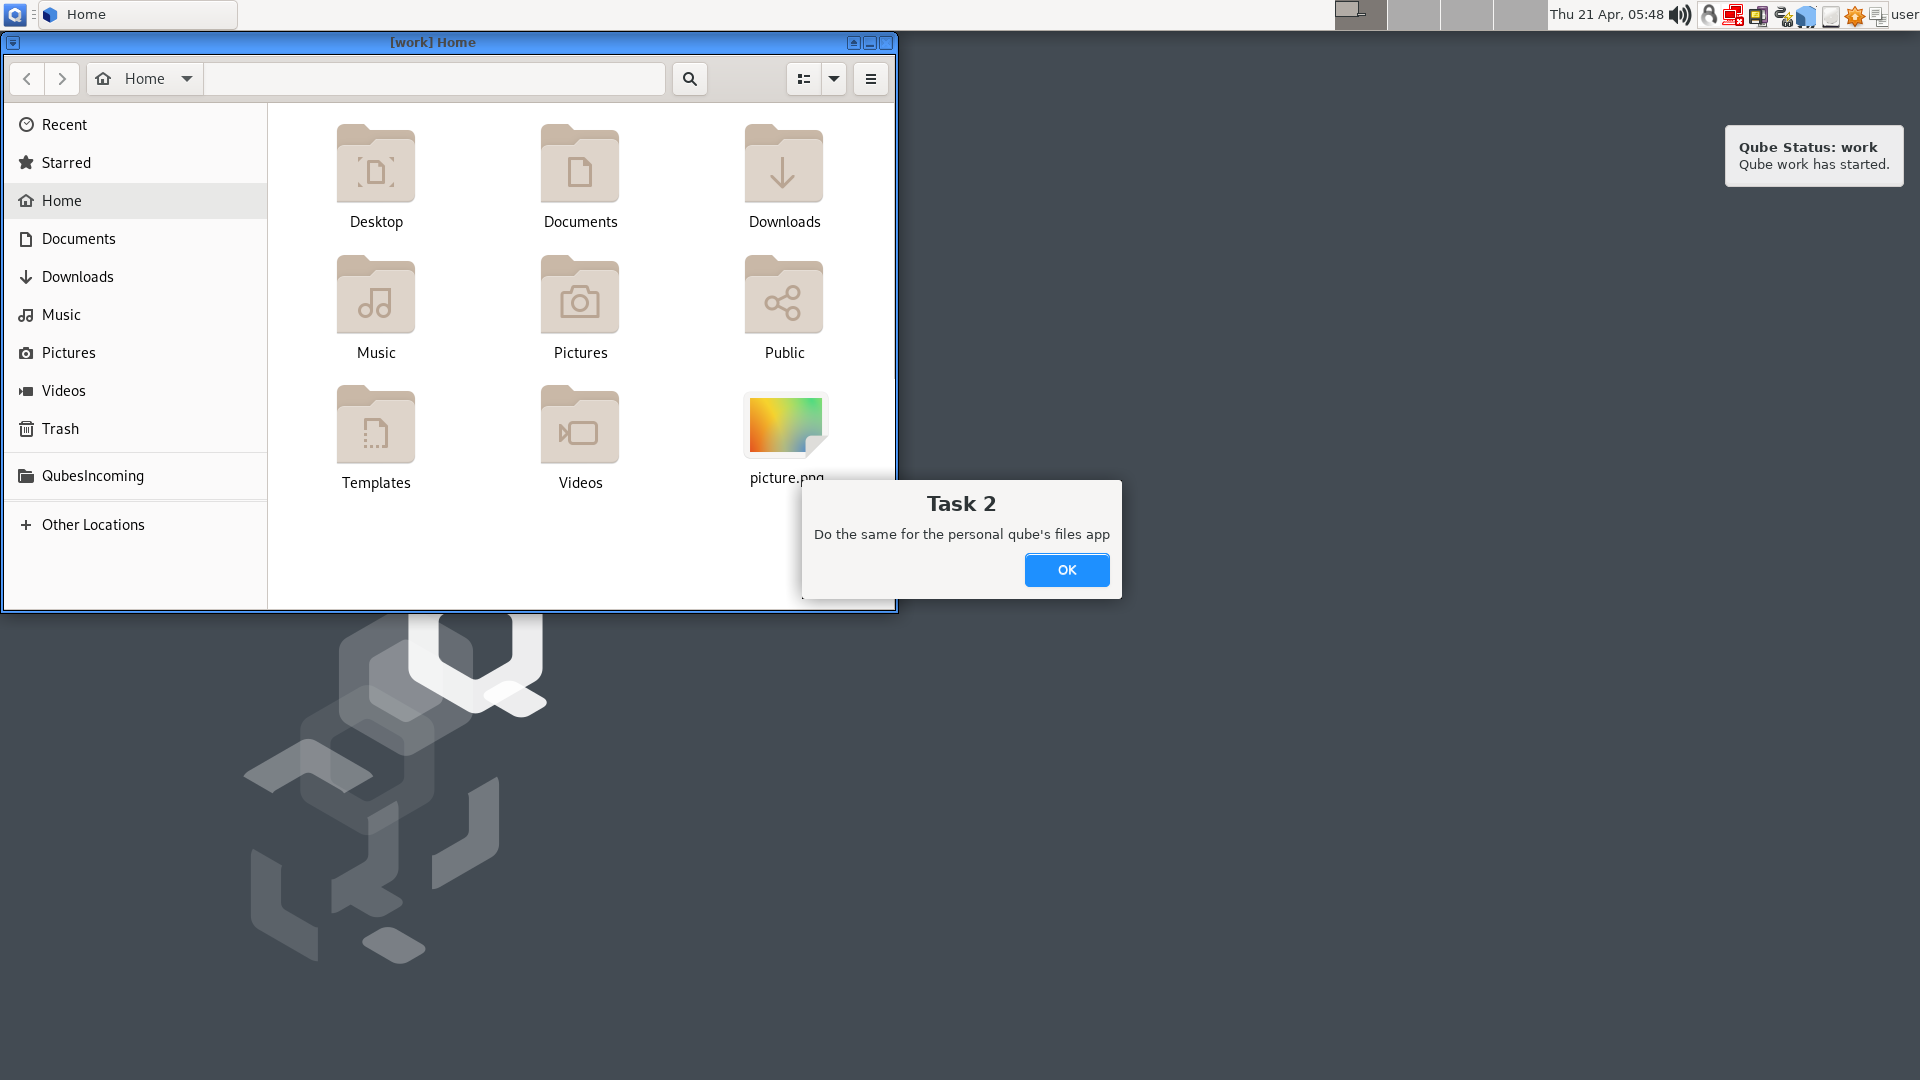 Home
Thu 21 Apr, 05:48
user
[work] Home
Home
Recent
Starred
Home
Documents
Downloads
Music
Pictures
Videos
Trash
QubesIncoming
Other Locations
Desktop
Documents
Downloads
Music
Pictures
Public
Templates
Videos
picture.png
Qube Status: work
Qube work has started.
Task 2
Do the same for the personal qube's files app
OK